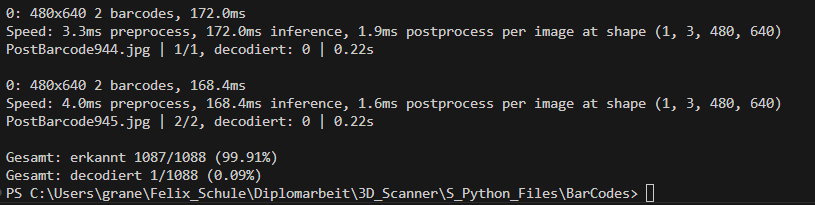 0: 480x640 2 barcodes, 172.0ms
Speed: 3.3ms preprocess, 172.0ms inference, 1.9ms postprocess per image at shape (1, 3, 480, 640)
PostBarcode944.jpg | 1/1, decodiert: 0 | 0.22s
0: 480x640 2 barcodes, 168.4ms
Speed: 4.0ms preprocess, 168.4ms inference, 1.6ms postprocess per image at shape (1, 3, 480, 640)
PostBarcode945.jpg | 2/2, decodiert: 0 | 0.22s
Gesamt: erkannt 1087/1088 (99.91%)
Gesamt: decodiert 1/1088 (0.09%)
PS C:\Users\grane\Felix_Schule\Diplomarbeit\3D_Scanner\S_Python_Files\BarCodes>